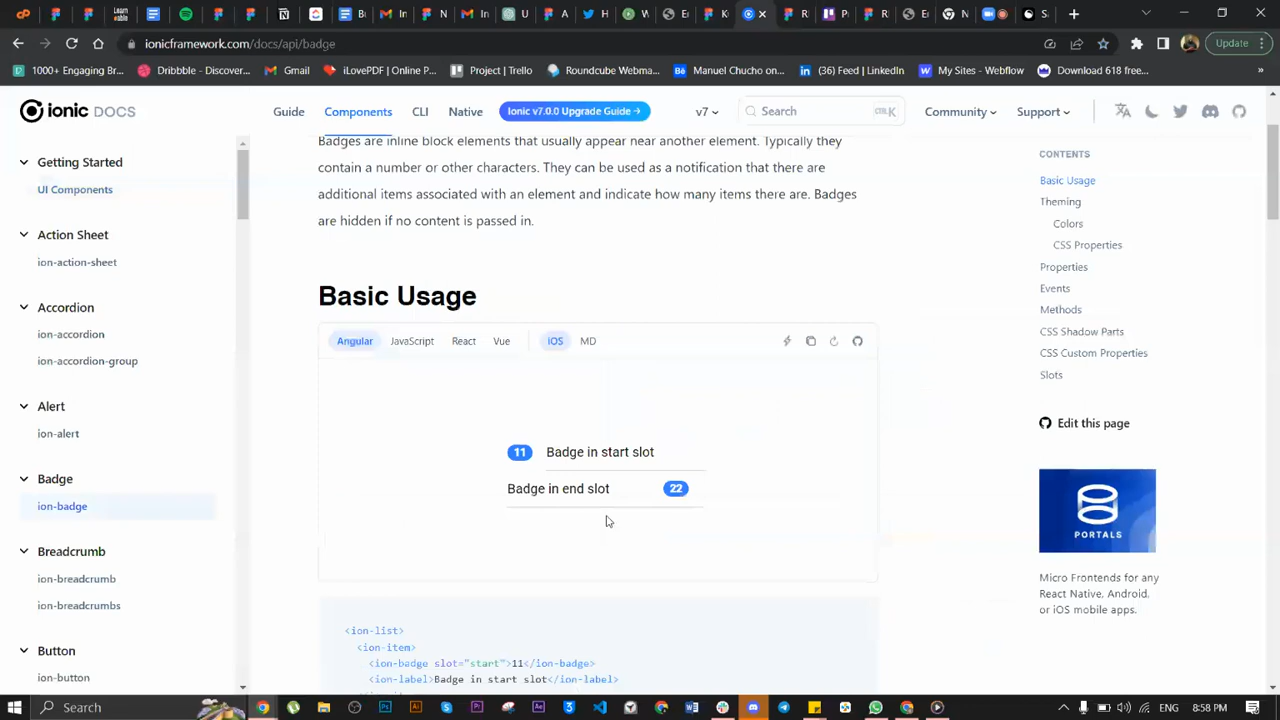 ionicframework.com/docs/api/badge
Update
1000+ Engaging Br...
Dribbble - Discover...
Gmail
iLovePDF | Online P...
Project | Trello
Roundcube Webma...
Manuel Chucho on...
(36) Feed | LinkedIn
My Sites - Webflow
Download 618 free...
»
ionic DOCS
Guide
Components
CLI
Native
Ionic v7.0.0 Upgrade Guide →
v7
Search
CTRL K
Community
Support
Getting Started
UI Components
Action Sheet
ion-action-sheet
Accordion
ion-accordion
ion-accordion-group
Alert
ion-alert
Badge
ion-badge
Breadcrumb
ion-breadcrumb
ion-breadcrumbs
Button
ion-button
Badges are inline block elements that usually appear near another element. Typically they
contain a number or other characters. They can be used as a notification that there are
additional items associated with an element and indicate how many items there are. Badges
are hidden if no content is passed in.
Basic Usage
Angular JavaScript React Vue iOS MD
11 Badge in start slot
Badge in end slot 22
<ion-list>
<ion-item>
<ion-badge slot="start">11</ion-badge>
<ion-label>Badge in start slot</ion-label>
CONTENTS
Basic Usage
Theming
Colors
CSS Properties
Properties
Events
Methods
CSS Shadow Parts
CSS Custom Properties
Slots
Edit this page
PORTALS
Micro Frontends for any
React Native, Android,
or iOS mobile apps.
Search
8:58 PM